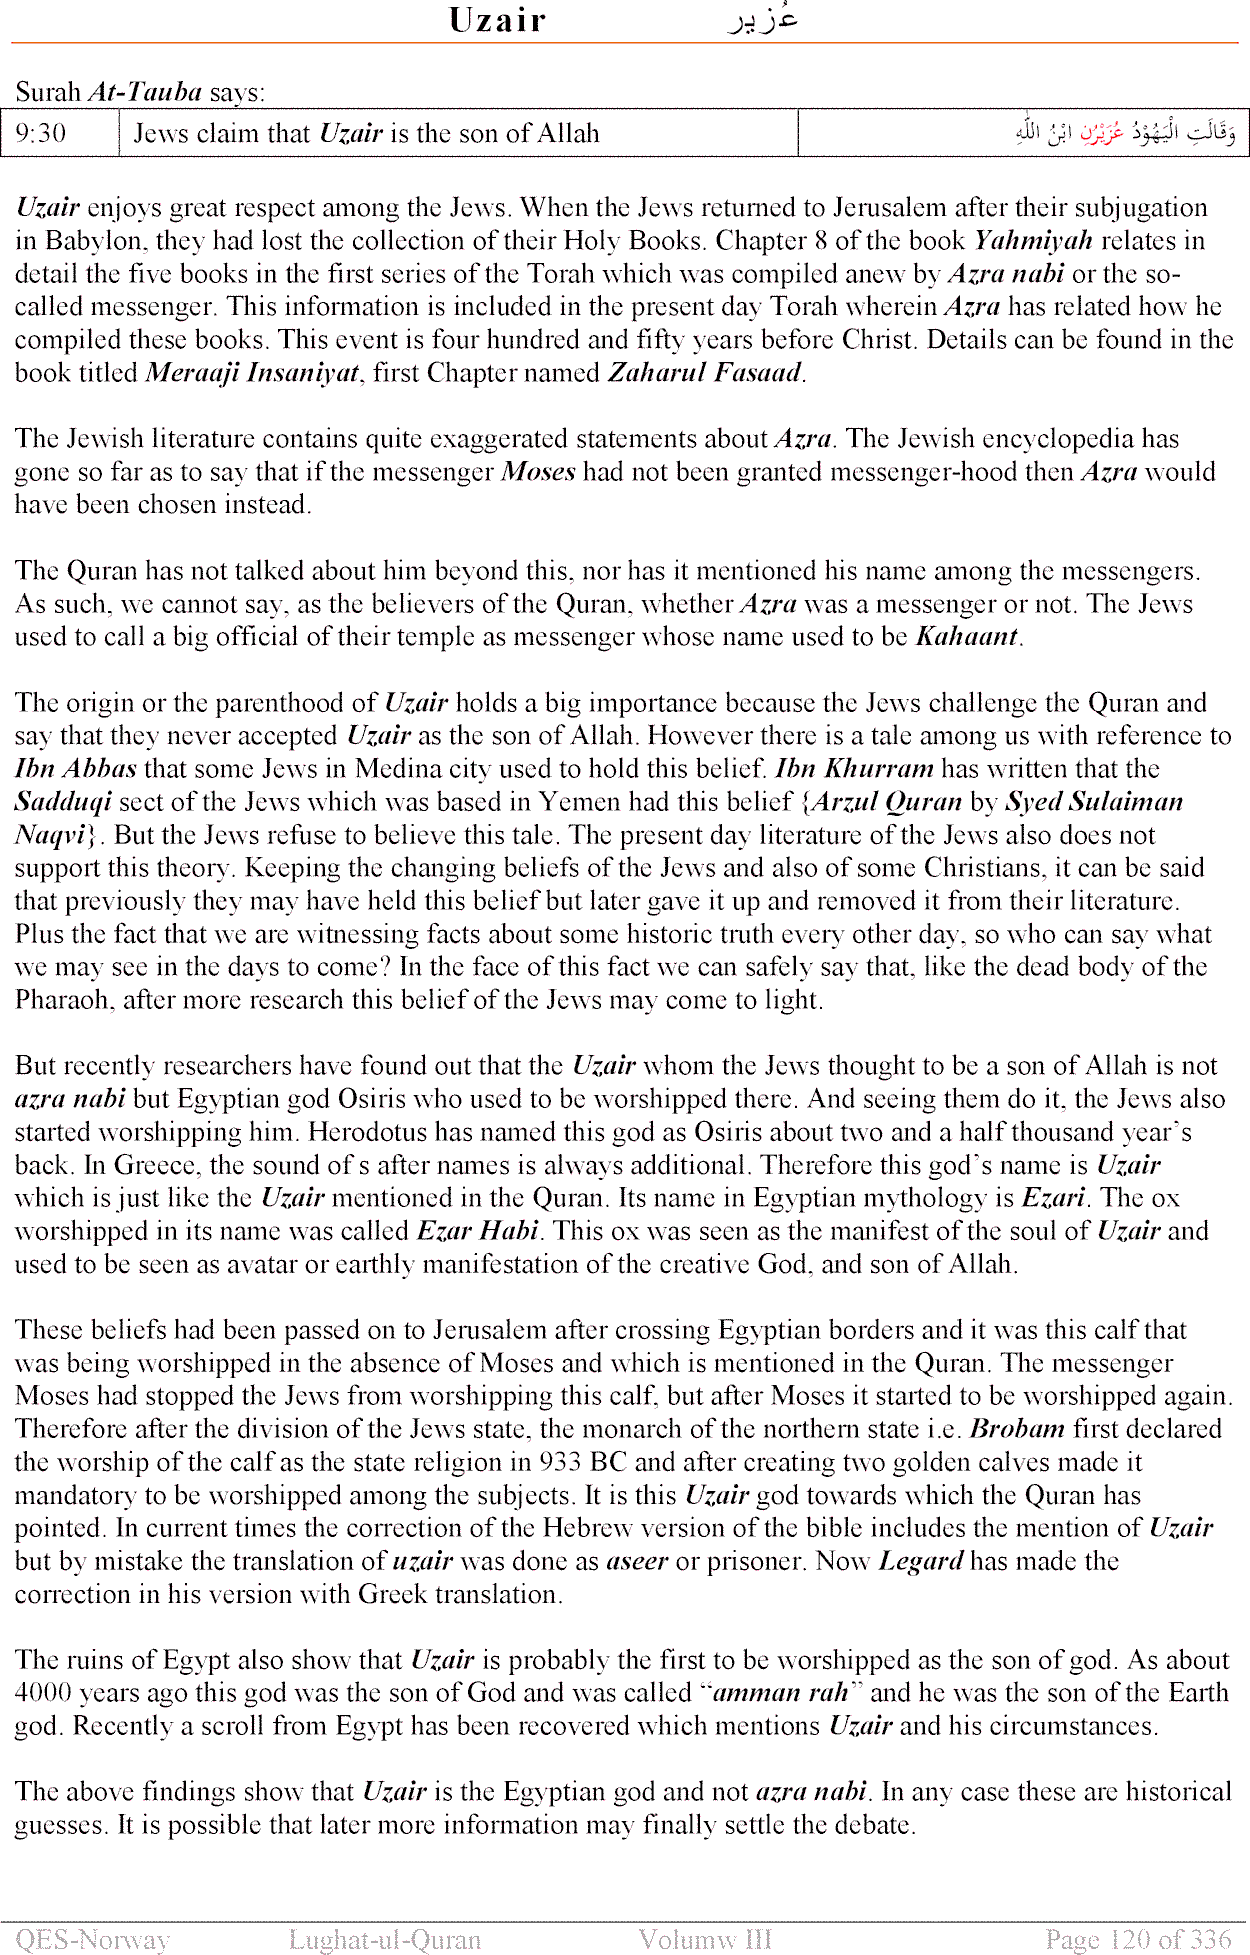 Uzair عُزير
Surah At-Tauba says:
9:30 Jews claim that Uzair is the son of Allah وَقَالَتِ الْيَهُوْدُ عُزَيْرُنِ ابْنُ اللّٰهِ
Uzair enjoys great respect among the Jews. When the Jews returned to Jerusalem after their subjugation
in Babylon, they had lost the collection of their Holy Books. Chapter 8 of the book Yahmiyah relates in
detail the five books in the first series of the Torah which was compiled anew by Azra nabi or the so-
called messenger. This information is included in the present day Torah wherein Azra has related how he
compiled these books. This event is four hundred and fifty years before Christ. Details can be found in the
book titled Meraaji Insaniyat, first Chapter named Zaharul Fasaad.
The Jewish literature contains quite exaggerated statements about Azra. The Jewish encyclopedia has
gone so far as to say that if the messenger Moses had not been granted messenger-hood then Azra would
have been chosen instead.
The Quran has not talked about him beyond this, nor has it mentioned his name among the messengers.
As such, we cannot say, as the believers of the Quran, whether Azra was a messenger or not. The Jews
used to call a big official of their temple as messenger whose name used to be Kahaant.
The origin or the parenthood of Uzair holds a big importance because the Jews challenge the Quran and
say that they never accepted Uzair as the son of Allah. However there is a tale among us with reference to
Ibn Abbas that some Jews in Medina city used to hold this belief. Ibn Khurram has written that the
Sadduqi sect of the Jews which was based in Yemen had this belief {Arzul Quran by Syed Sulaiman
Naqvi}. But the Jews refuse to believe this tale. The present day literature of the Jews also does not
support this theory. Keeping the changing beliefs of the Jews and also of some Christians, it can be said
that previously they may have held this belief but later gave it up and removed it from their literature.
Plus the fact that we are witnessing facts about some historic truth every other day, so who can say what
we may see in the days to come? In the face of this fact we can safely say that, like the dead body of the
Pharaoh, after more research this belief of the Jews may come to light.
But recently researchers have found out that the Uzair whom the Jews thought to be a son of Allah is not
azra nabi but Egyptian god Osiris who used to be worshipped there. And seeing them do it, the Jews also
started worshipping him. Herodotus has named this god as Osiris about two and a half thousand year's
back. In Greece, the sound of s after names is always additional. Therefore this god's name is Uzair
which is just like the Uzair mentioned in the Quran. Its name in Egyptian mythology is Ezari. The ox
worshipped in its name was called Ezar Habi. This ox was seen as the manifest of the soul of Uzair and
used to be seen as avatar or earthly manifestation of the creative God, and son of Allah.
These beliefs had been passed on to Jerusalem after crossing Egyptian borders and it was this calf that
was being worshipped in the absence of Moses and which is mentioned in the Quran. The messenger
Moses had stopped the Jews from worshipping this calf, but after Moses it started to be worshipped again.
Therefore after the division of the Jews state, the monarch of the northern state i.e. Brobam first declared
the worship of the calf as the state religion in 933 BC and after creating two golden calves made it
mandatory to be worshipped among the subjects. It is this Uzair god towards which the Quran has
pointed. In current times the correction of the Hebrew version of the bible includes the mention of Uzair
but by mistake the translation of uzair was done as aseer or prisoner. Now Legard has made the
correction in his version with Greek translation.
The ruins of Egypt also show that Uzair is probably the first to be worshipped as the son of god. As about
4000 years ago this god was the son of God and was called “amman rah” and he was the son of the Earth
god. Recently a scroll from Egypt has been recovered which mentions Uzair and his circumstances.
The above findings show that Uzair is the Egyptian god and not azra nabi. In any case these are historical
guesses. It is possible that later more information may finally settle the debate.
QES-Norway Lughat-ul-Quran Volumw III Page 120 of 336